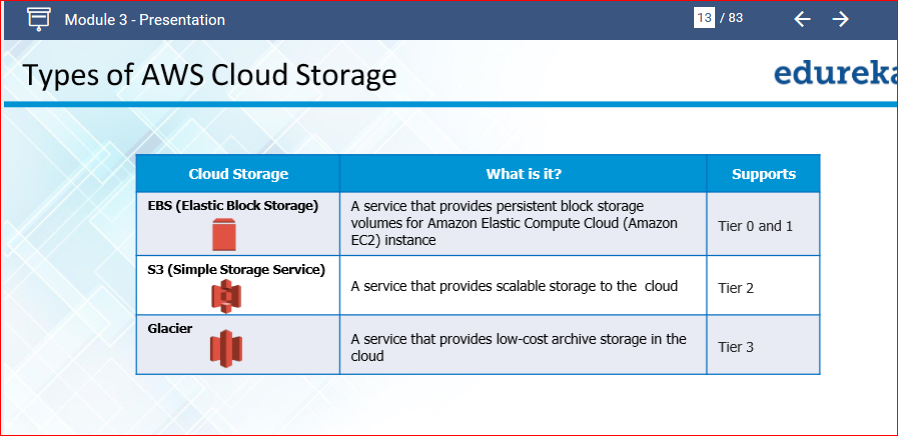 Module 3 - Presentation
13 / 83
Types of AWS Cloud Storage
edureka
Cloud Storage What is it? Supports
EBS (Elastic Block Storage)
A service that provides persistent block storage
volumes for Amazon Elastic Compute Cloud (Amazon
EC2) instance
Tier 0 and 1
S3 (Simple Storage Service)
A service that provides scalable storage to the cloud
Tier 2
Glacier
A service that provides low-cost archive storage in the
cloud
Tier 3